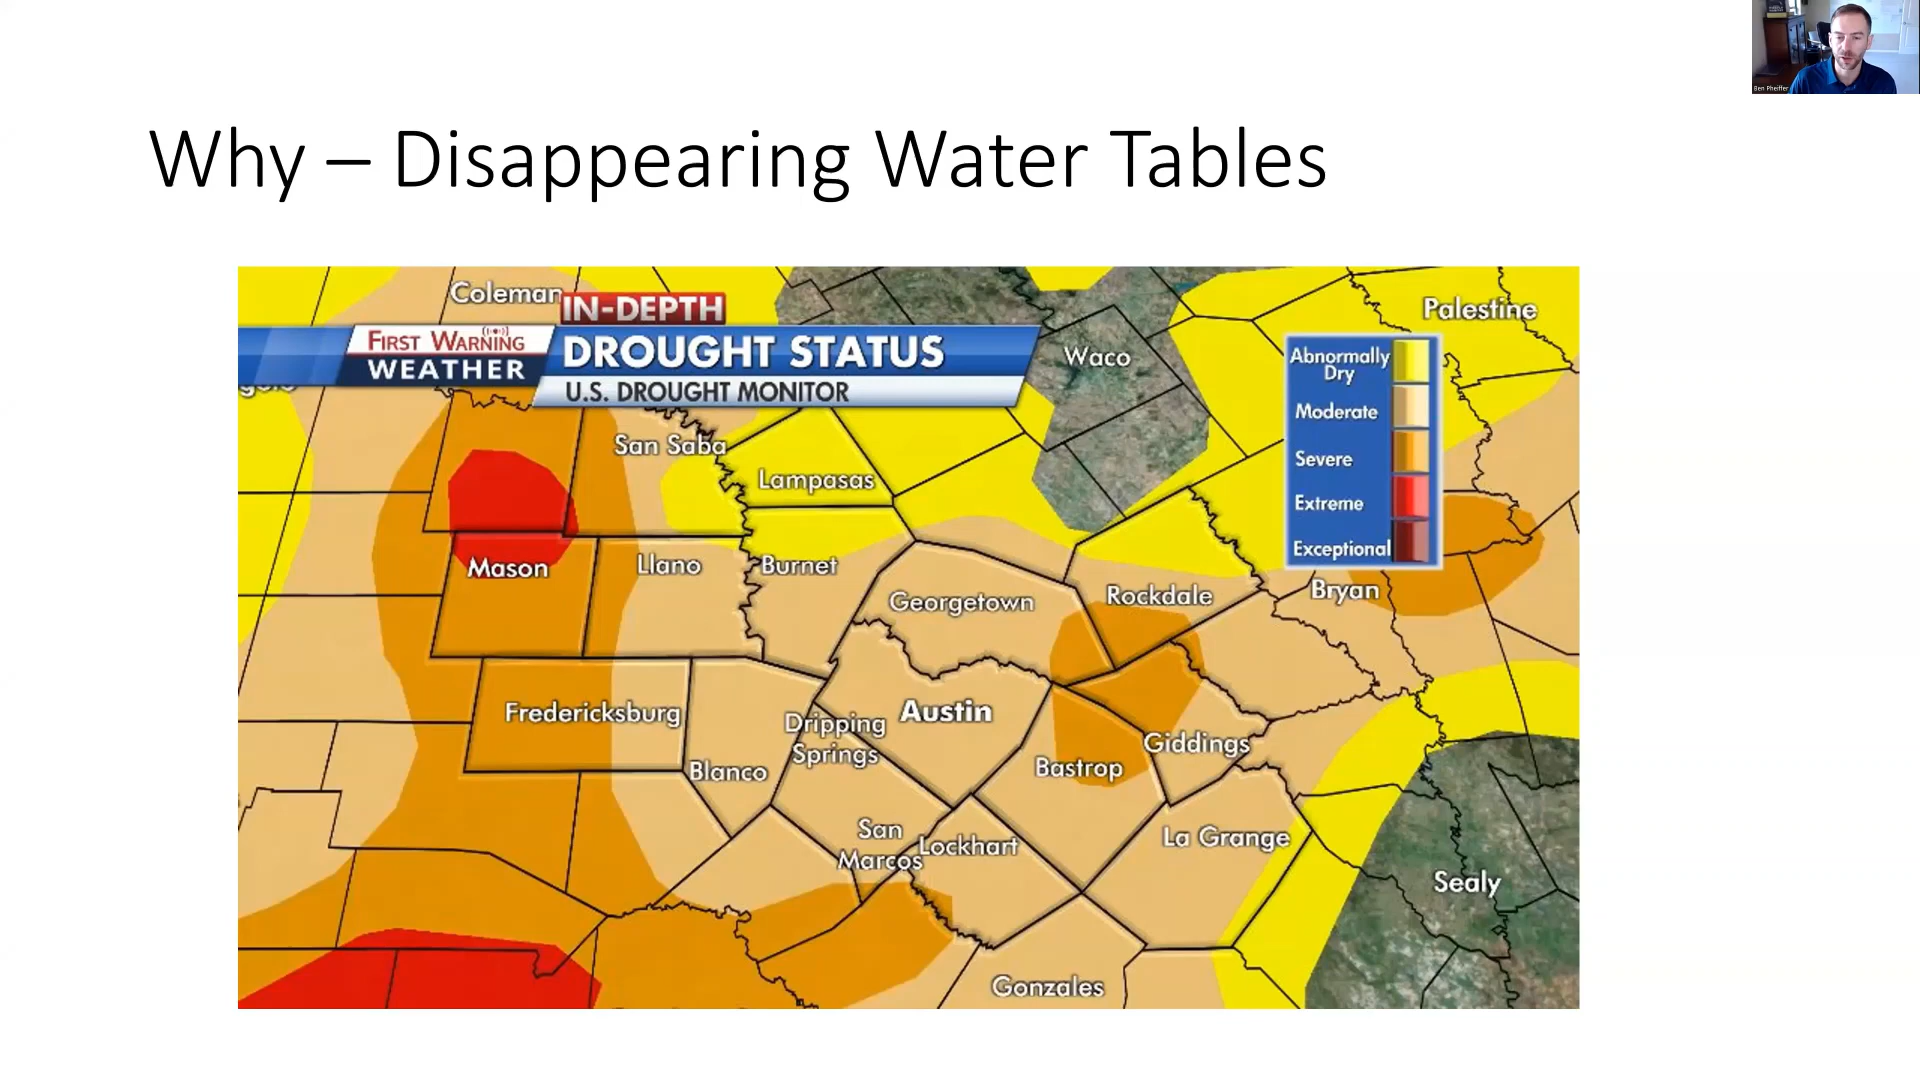 Ben Pheiffer
Why – Disappearing Water Tables
Coleman
IN-DEPTH
FIRST WARNING
WEATHER
DROUGHT STATUS
U.S. DROUGHT MONITOR
Waco
Palestine
Abnormally
Dry
Moderate
Severe
Extreme
Exceptional
San Saba
Lampasas
Mason
Llano
Burnet
Georgetown
Rockdale
Bryan
Fredericksburg
Blanco
Dripping
Springs
Austin
Giddings
Bastrop
San
Marcos
Lockhart
La Grange
Sealy
Gonzales